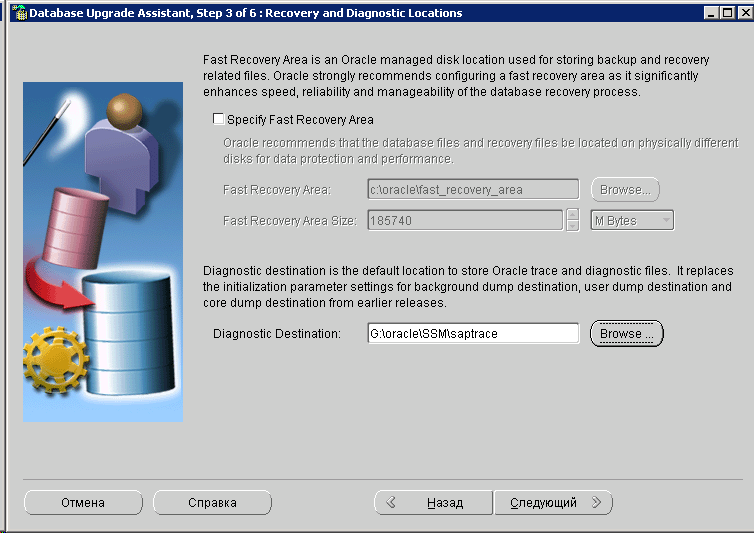 Database Upgrade Assistant, Step 3 of 6 : Recovery and Diagnostic Locations
Fast Recovery Area is an Oracle managed disk location used for storing backup and recovery
related files. Oracle strongly recommends configuring a fast recovery area as it significantly
enhances speed, reliability and manageability of the database recovery process.
Specify Fast Recovery Area
Oracle recommends that the database files and recovery files be located on physically different
disks for data protection and performance.
Fast Recovery Area: c:\oracle\fast_recovery_area Browse...
Fast Recovery Area Size: 185740 M Bytes
Diagnostic destination is the default location to store Oracle trace and diagnostic files. It replaces
the initialization parameter settings for background dump destination, user dump destination and
core dump destination from earlier releases.
Diagnostic Destination: G:\oracle\SSM\saptrace Browse ...
Отмена Справка Назад Следующий